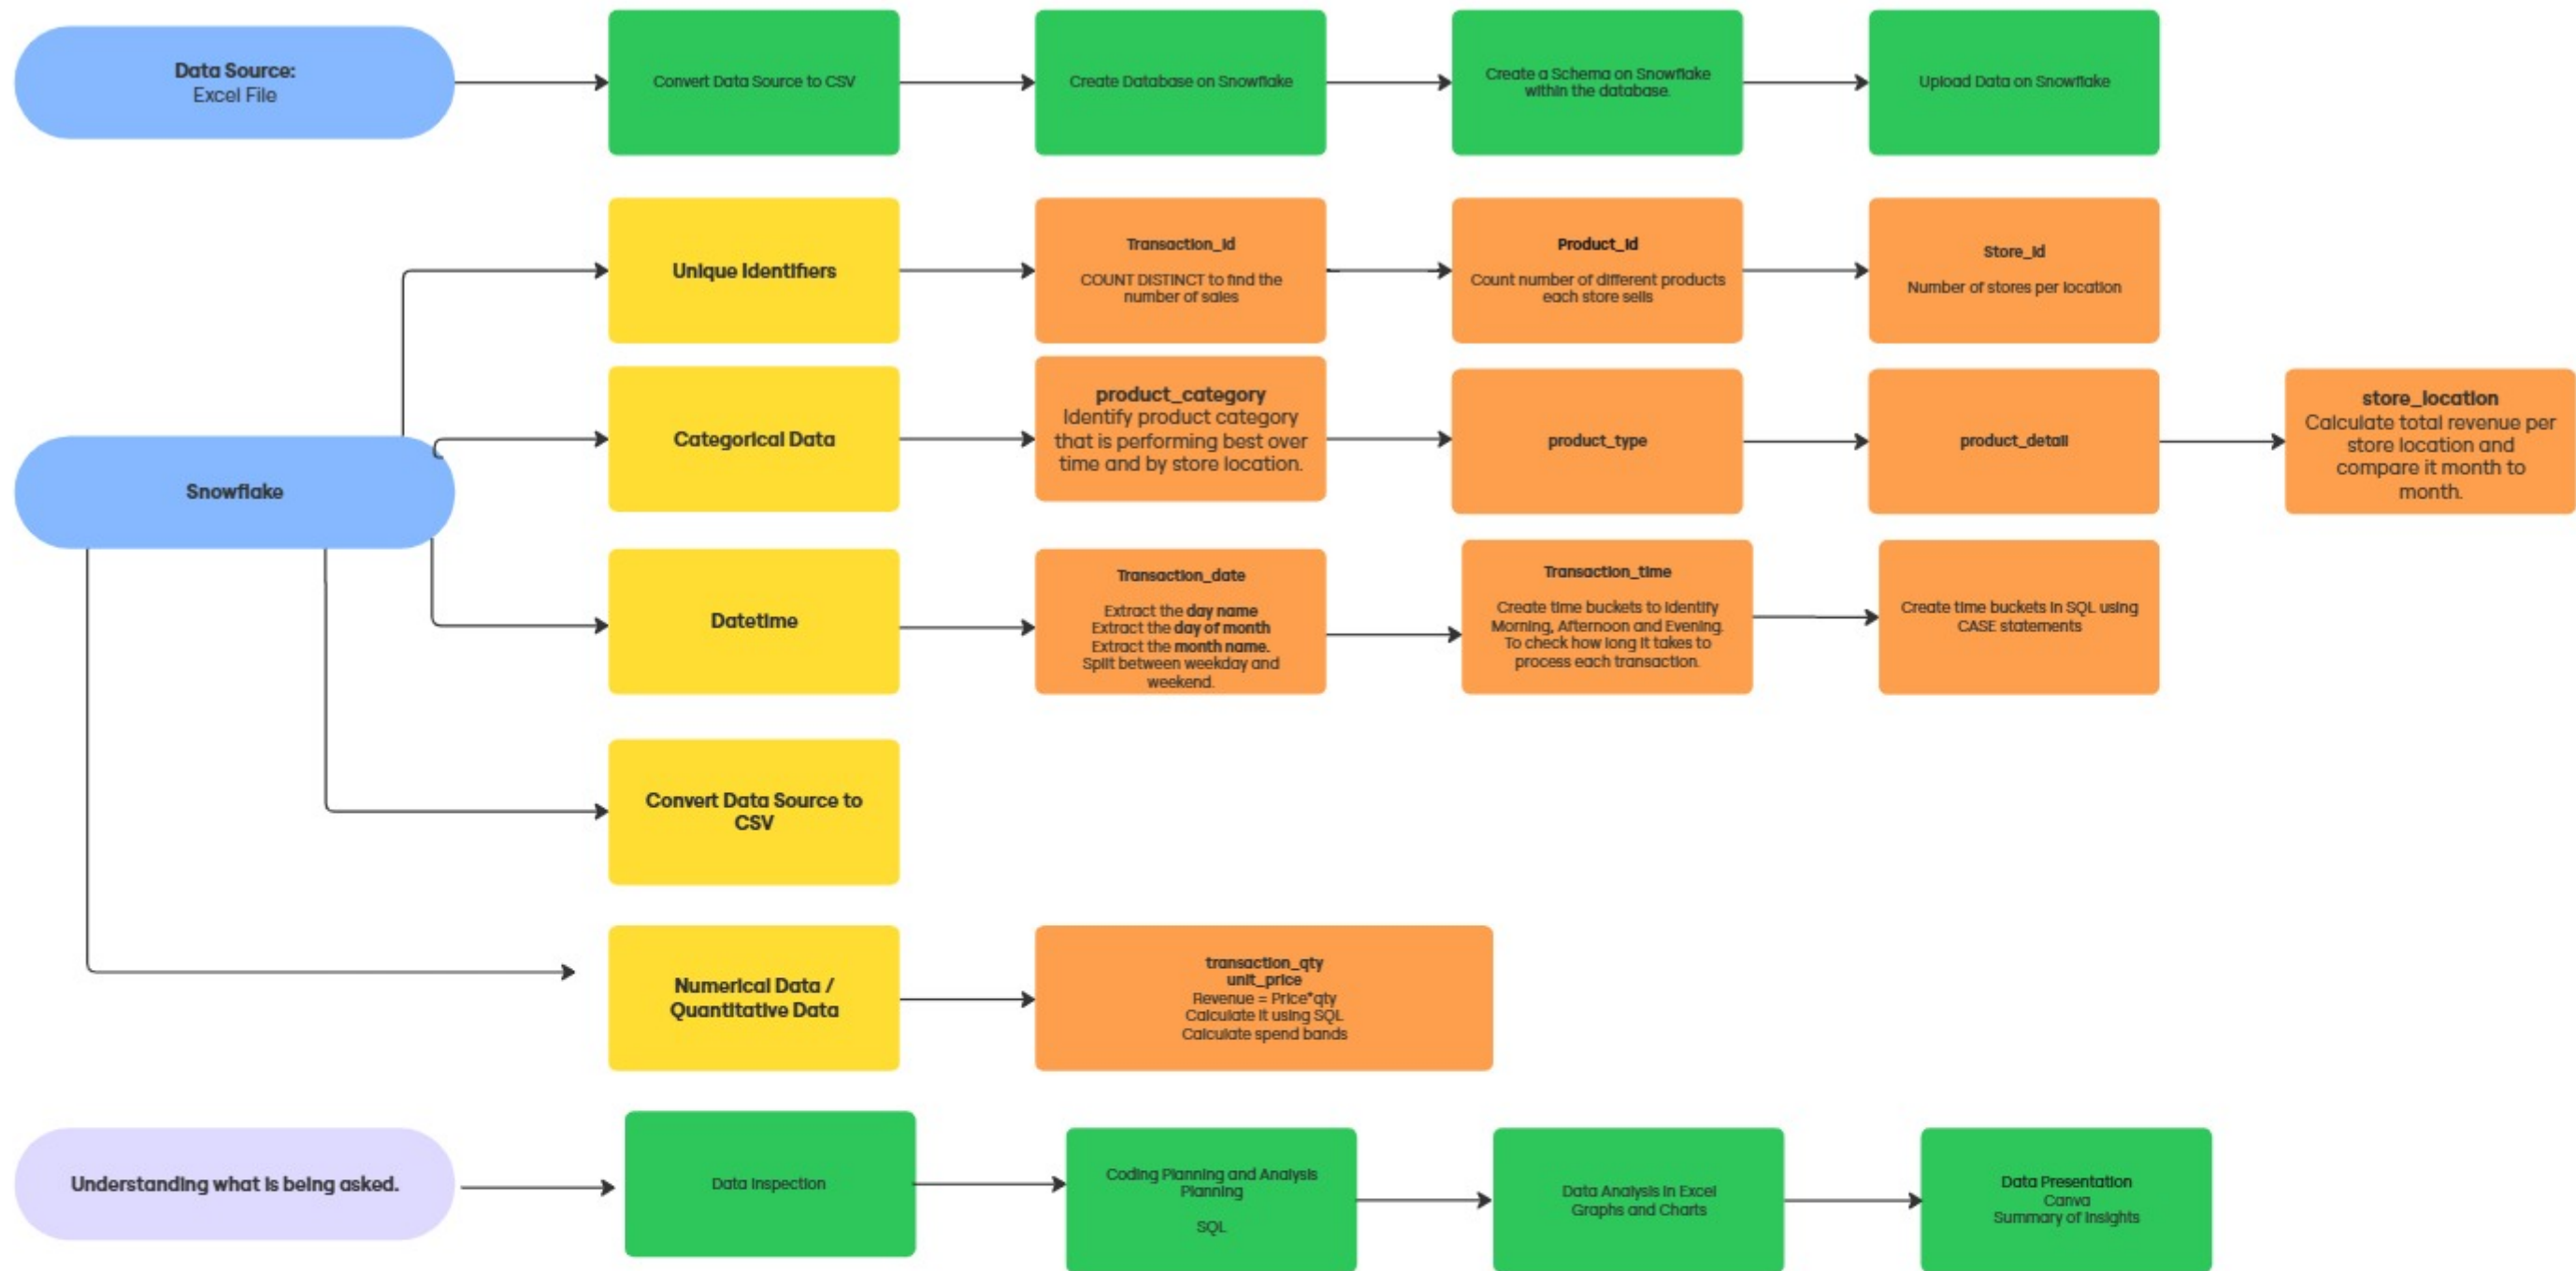 Data Source:
Excel File
Convert Data Source to CSV
Create Database on Snowflake
Create a Schema on Snowflake
within the database.
Upload Data on Snowflake
Unique Identifiers
Transaction_id
COUNT DISTINCT to find the
number of sales
Product_id
Count number of different products
each store sells
Store_id
Number of stores per location
Snowflake
Categorical Data
product_category
Identify product category
that is performing best over
time and by store location.
product_type
product_detail
store_location
Calculate total revenue per
store location and
compare it month to
month.
Datetime
Transaction_date
Extract the day name
Extract the day of month
Extract the month name.
Split between weekday and
weekend.
Transaction_time
Create time buckets to identify
Morning, Afternoon and Evening.
To check how long it takes to
process each transaction.
Create time buckets in SQL using
CASE statements
Convert Data Source to
CSV
Numerical Data /
Quantitative Data
transaction_qty
unit_price
Revenue = Price*qty
Calculate it using SQL
Calculate spend bands
Understanding what is being asked.
Data Inspection
Coding Planning and Analysis
Planning
SQL
Data Analysis in Excel
Graphs and Charts
Data Presentation
Canva
Summary of Insights